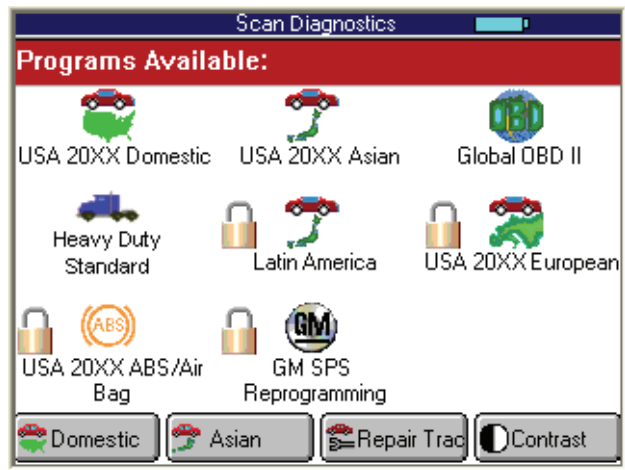 Scan Diagnostics
Programs Available:
USA 20XX Domestic
USA 20XX Asian
OBD
Global OBD II
Heavy Duty
Standard
Latin America
USA 20XX European
(ABS)
USA 20XX ABS/Air
Bag
GM
GM SPS
Reprogramming
Domestic
Asian
Repair Trac
Contrast